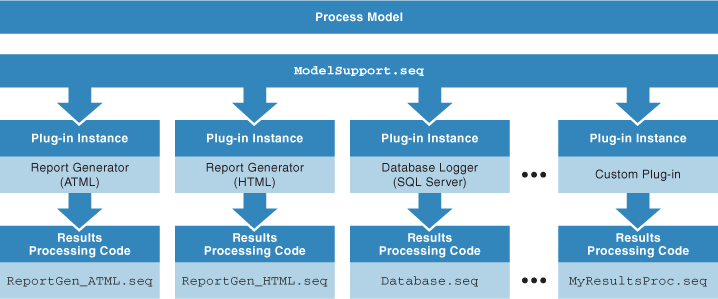 Process Model
ModelSupport.seq
Plug-in Instance
Plug-in Instance
Plug-in Instance
Plug-in Instance
Report Generator
(ATML)
Report Generator
(HTML)
Database Logger
(SQL Server)
Custom Plug-in
Results
Processing Code
Results
Processing Code
Results
Processing Code
Results
Processing Code
ReportGen_ATML.seq
ReportGen_HTML.seq
Database.seq
MyResultsProc.seq